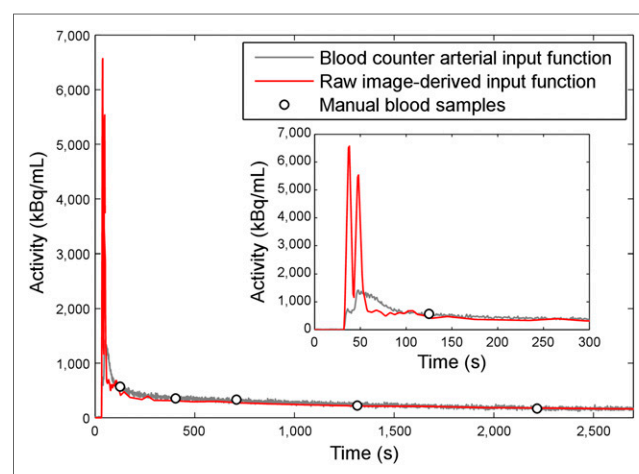 Blood counter arterial input function
Raw image-derived input function
Manual blood samples
Activity (kBq/mL)
7,000
6,000
5,000
4,000
3,000
2,000
1,000
0
0 500 1,000 1,500 2,000 2,500
Time (s)
Activity (kBq/mL)
7,000
6,000
5,000
4,000
3,000
2,000
1,000
0
0 50 100 150 200 250 300
Time (s)